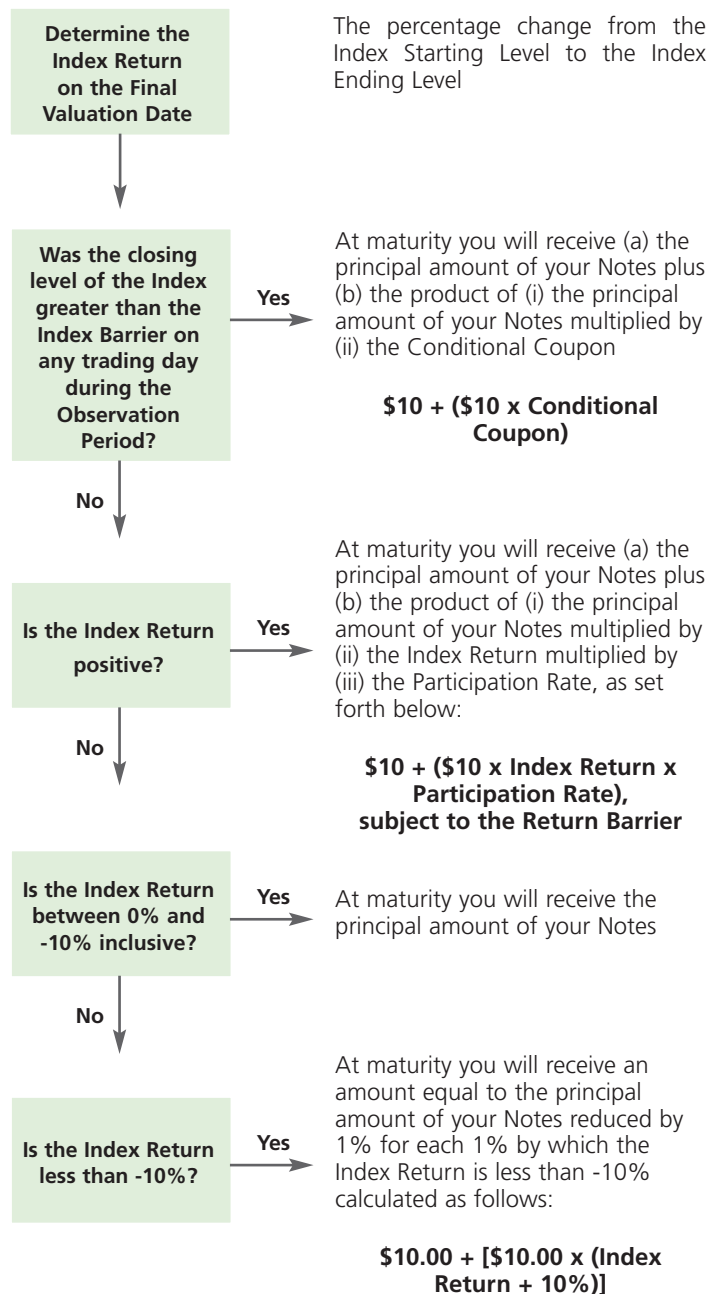 Determine the
Index Return
on the Final
Valuation Date
The percentage change from the
Index Starting Level to the Index
Ending Level
Was the closing
level of the Index
greater than the
Index Barrier on
any trading day
during the
Observation
Period?
Yes
At maturity you will receive (a) the
principal amount of your Notes plus
(b) the product of (i) the principal
amount of your Notes multiplied by
(ii) the Conditional Coupon
$10 + ($10 x Conditional
Coupon)
No
Is the Index Return
positive?
Yes
At maturity you will receive (a) the
principal amount of your Notes plus
(b) the product of (i) the principal
amount of your Notes multiplied by
(ii) the Index Return multiplied by
(iii) the Participation Rate, as set
forth below:
$10 + ($10 x Index Return x
Participation Rate),
subject to the Return Barrier
No
Is the Index Return
between 0% and
-10% inclusive?
Yes
At maturity you will receive the
principal amount of your Notes
No
Is the Index Return
less than -10%?
Yes
At maturity you will receive an
amount equal to the principal
amount of your Notes reduced by
1% for each 1% by which the
Index Return is less than -10%
calculated as follows:
$10.00 + [$10.00 x (Index
Return + 10%)]